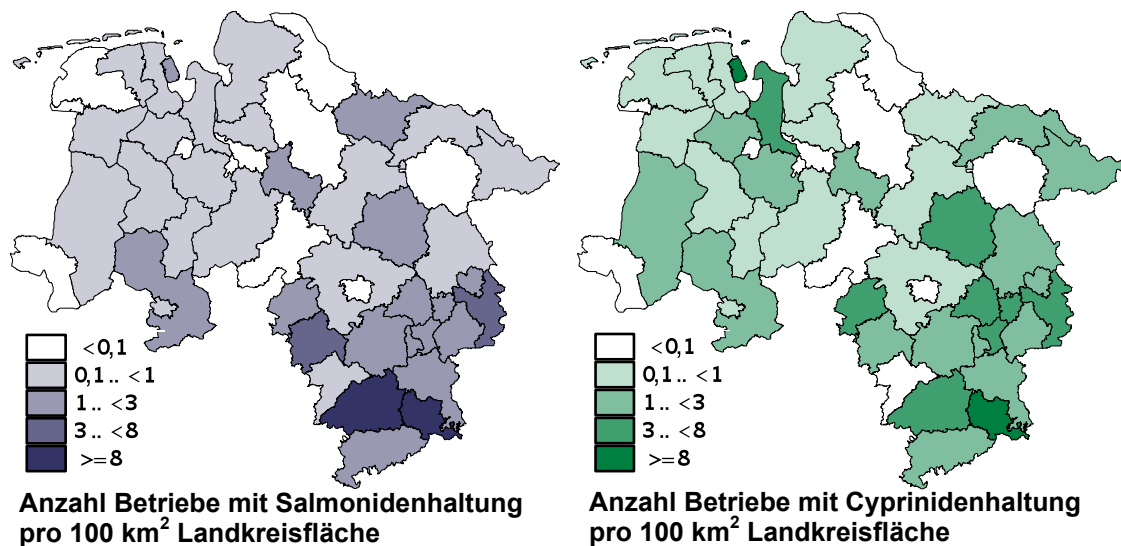 <0,1
0,1.. <1
1.. <3
3.. <8
>=8
Anzahl Betriebe mit Salmonidenhaltung
pro 100 km² Landkreisfläche
<0,1
0,1.. <1
1.. <3
3.. <8
>=8
Anzahl Betriebe mit Cyprinidenhaltung
pro 100 km² Landkreisfläche